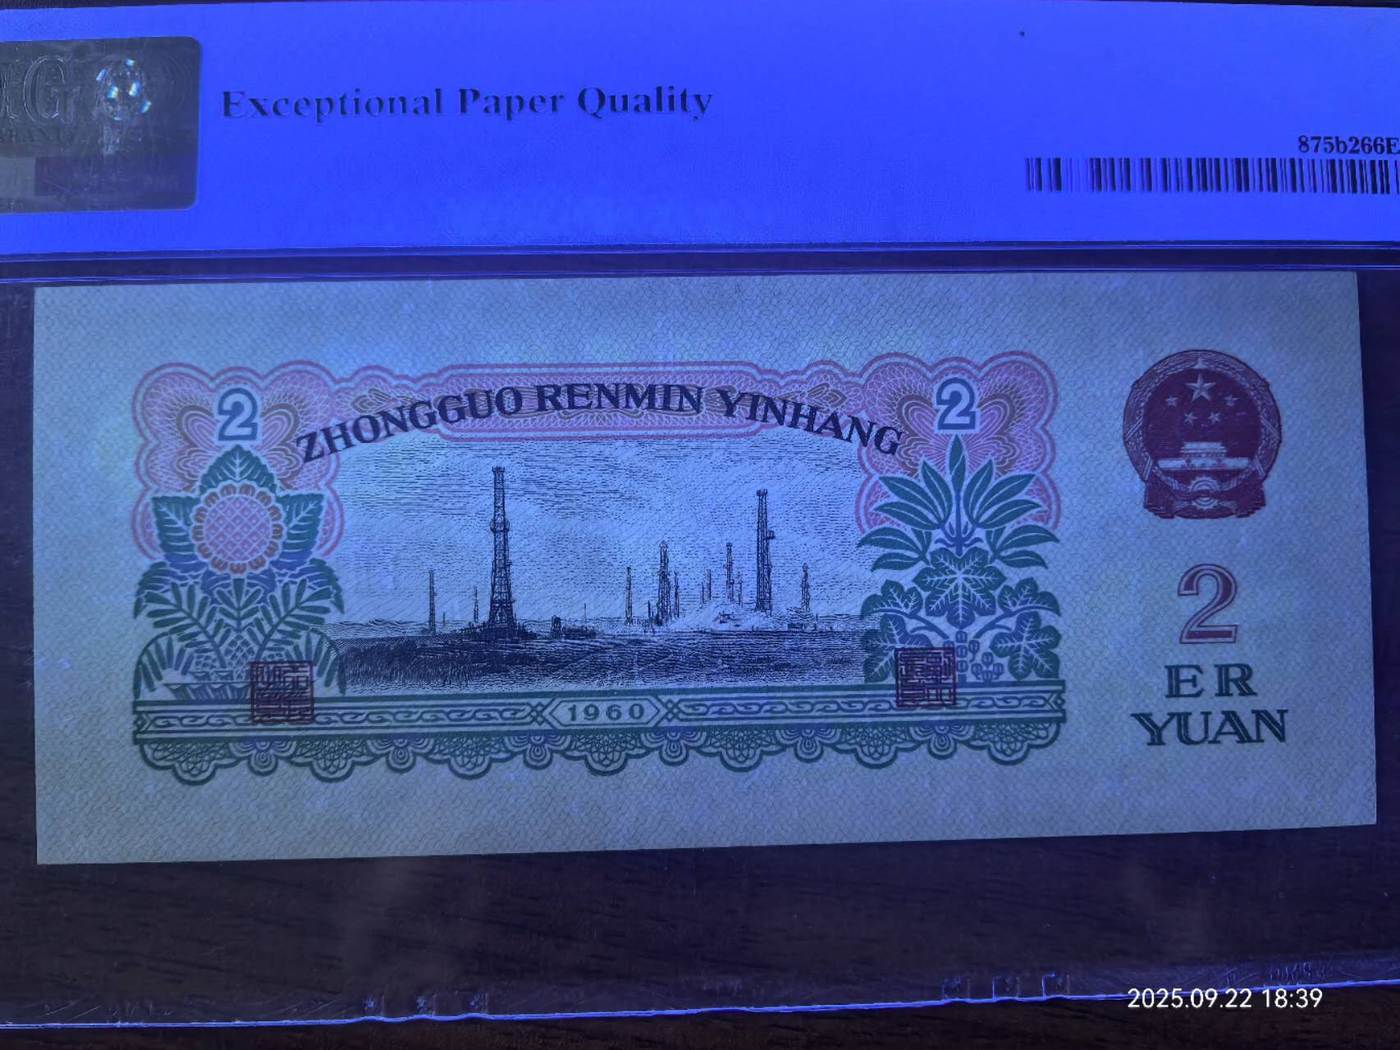 Exceptional Paper Quality
875b266E
2
2
ZHONGGUO RENMIN YINHANG
2
ER
YUAN
1960
2025.09.22 18:39